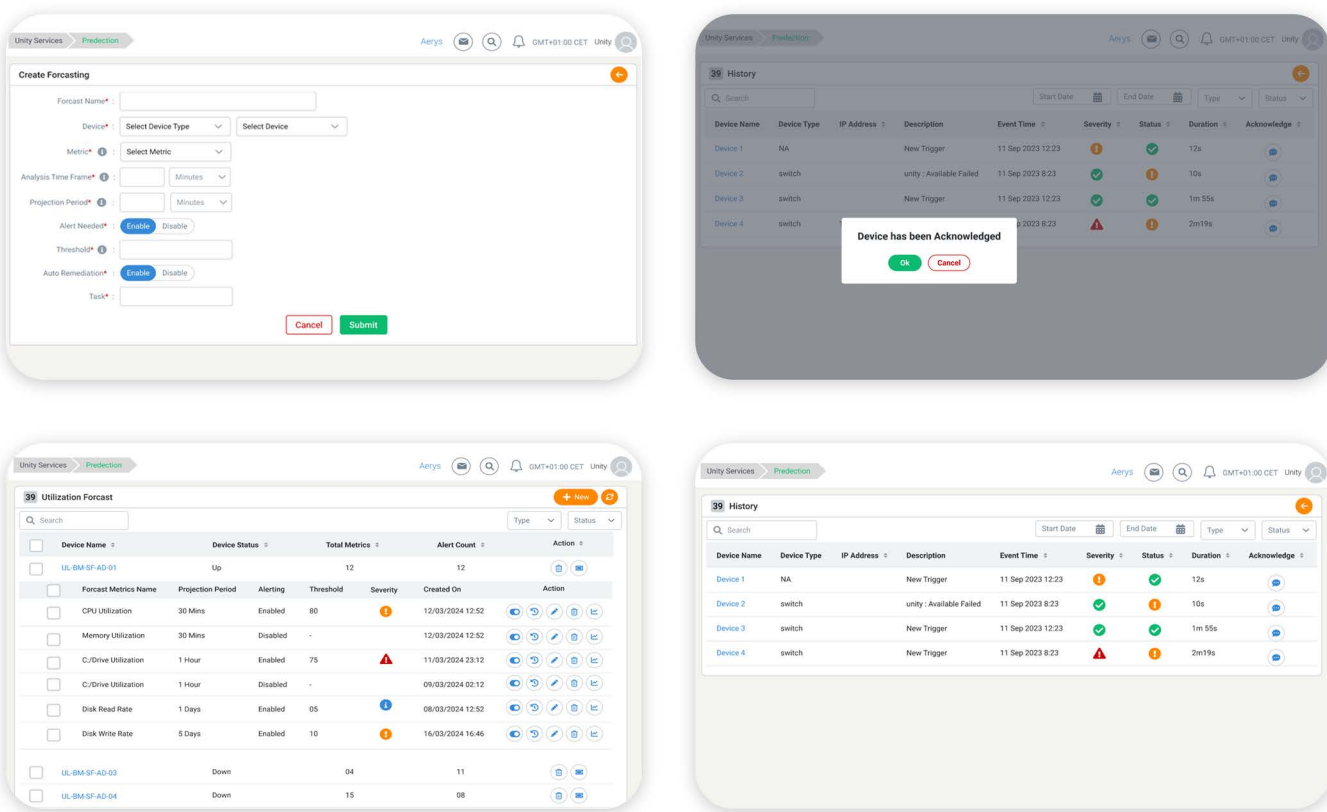 Unity Services Predection Aerys GMT+01:00 CET Unity
Create Forcasting
Forcast Name* :
Device* : Select Device Type Select Device
Metric* : Select Metric
Analysis Time Frame* : Minutes
Projection Period* : Minutes
Alert Needed* : Enable Disable
Threshold* :
Auto Remediation* : Enable Disable
Task* :
Cancel Submit
Unity Services Predection Aerys GMT+01:00 CET Unity
39 History
Search Start Date End Date Type Status
Device Name Device Type IP Address Description Event Time Severity Status Duration Acknowledge
Device 1 NA New Trigger 11 Sep 2023 12:23 12s
Device 2 switch unity : Available Failed 11 Sep 2023 8:23 10s
Device 3 switch New Trigger 11 Sep 2023 12:23 1m 55s
Device 4 switch 2023 8:23 2m19s
Device has been Acknowledged
Ok Cancel
Unity Services Predection Aerys GMT+01:00 CET Unity
39 Utilization Forcast + New
Search Type Status
Device Name Device Status Total Metrics Alert Count Action
UL-BM-SF-AD-01 Up 12 12
Forcast Metrics Name Projection Period Alerting Threshold Severity Created On Action
CPU Utilization 30 Mins Enabled 80 12/03/2024 12:52
Memory Utilization 30 Mins Disabled - 12/03/2024 12:52
C:/Drive Utilization 1 Hour Enabled 75 11/03/2024 23:12
C:/Drive Utilization 1 Hour Disabled - 09/03/2024 02:12
Disk Read Rate 1 Days Enabled 05 08/03/2024 12:52
Disk Write Rate 5 Days Enabled 10 16/03/2024 16:46
UL-BM-SF-AD-03 Down 04 11
UL-BM-SF-AD-04 Down 15 08
Unity Services Predection Aerys GMT+01:00 CET Unity
39 History
Search Start Date End Date Type Status
Device Name Device Type IP Address Description Event Time Severity Status Duration Acknowledge
Device 1 NA New Trigger 11 Sep 2023 12:23 12s
Device 2 switch unity : Available Failed 11 Sep 2023 8:23 10s
Device 3 switch New Trigger 11 Sep 2023 12:23 1m 55s
Device 4 switch New Trigger 11 Sep 2023 8:23 2m19s